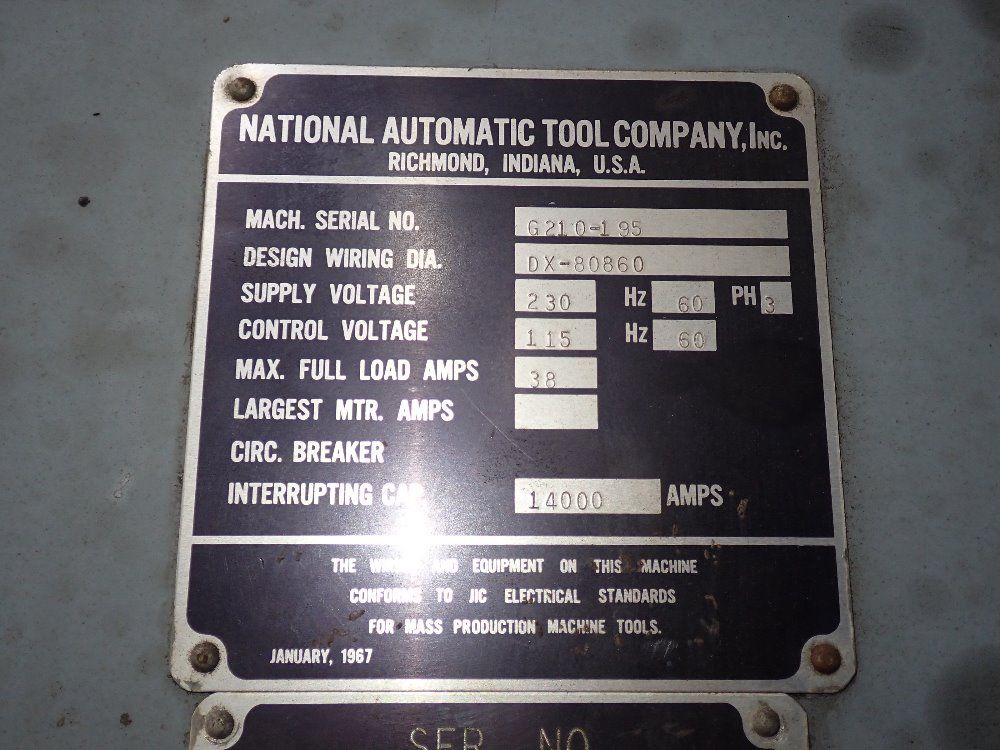 NATIONAL AUTOMATIC TOOL COMPANY, INC.
RICHMOND, INDIANA, U.S.A.
MACH. SERIAL NO. G210-195
DESIGN WIRING DIA. DX-80860
SUPPLY VOLTAGE 230 Hz 60 PH 3
CONTROL VOLTAGE 115 Hz 60
MAX. FULL LOAD AMPS 38
LARGEST MTR. AMPS
CIRC. BREAKER
INTERRUPTING CAP. 14000 AMPS
THE WIRING AND EQUIPMENT ON THIS MACHINE
CONFORMS TO JIC ELECTRICAL STANDARDS
FOR MASS PRODUCTION MACHINE TOOLS.
JANUARY, 1967
SER. NO.